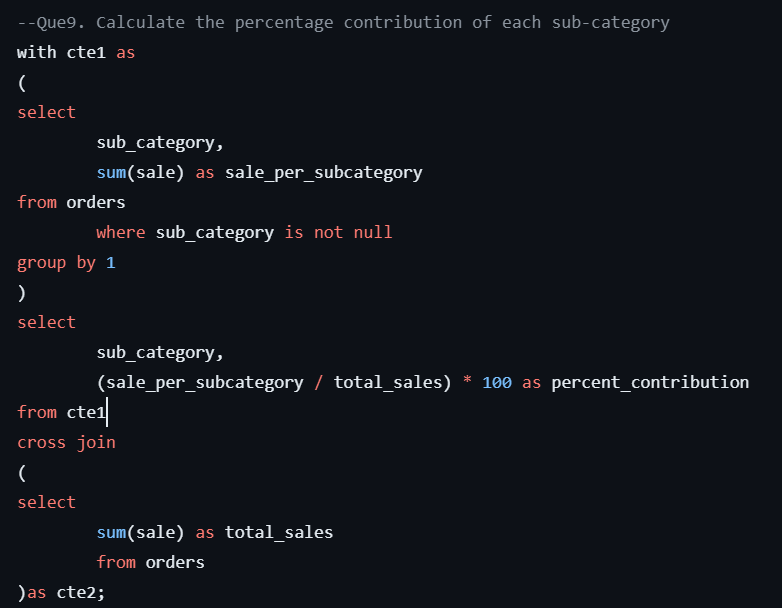 --Que9. Calculate the percentage contribution of each sub-category
with cte1 as
(
select
sub_category,
sum(sale) as sale_per_subcategory
from orders
where sub_category is not null
group by 1
)
select
sub_category,
(sale_per_subcategory / total_sales) * 100 as percent_contribution
from cte1
cross join
(
select
sum(sale) as total_sales
from orders
)as cte2;